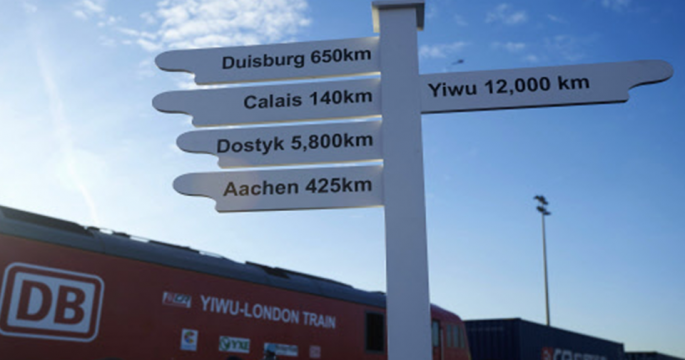 Duisburg 650km
Calais 140km
Dostyk 5,800km
Aachen 425km
Yiwu 12,000 km
DB
YIWU-LONDON TRAIN